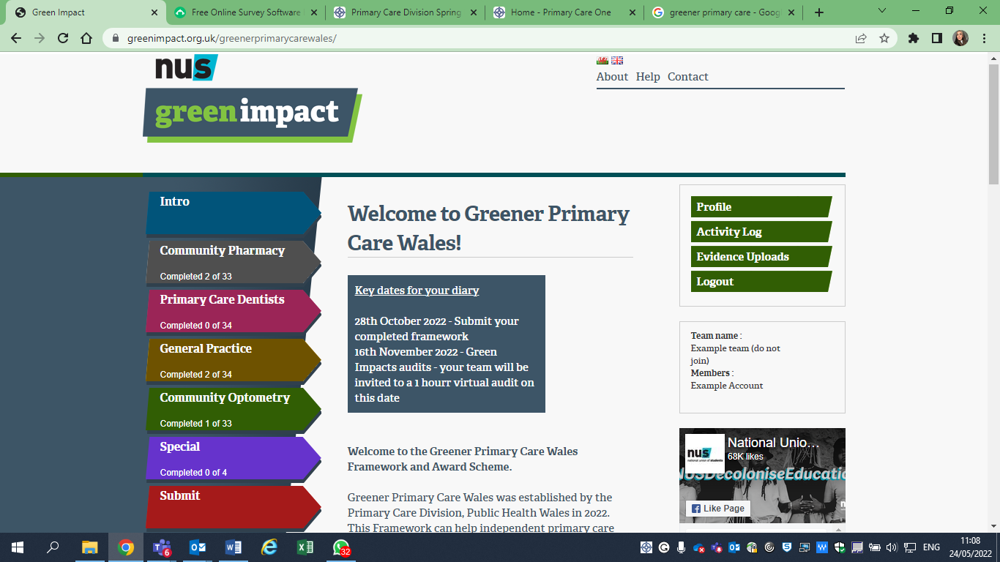 Green Impact
Free Online Survey Software
Primary Care Division Spring
Home - Primary Care One
greener primary care - Goog
greenimpact.org.uk/greenerprimarycarewales/
nus
greenimpact
About Help Contact
Intro
Community Pharmacy
Completed 2 of 33
Primary Care Dentists
Completed 0 of 34
General Practice
Completed 2 of 34
Community Optometry
Completed 1 of 33
Special
Completed 0 of 4
Submit
Welcome to Greener Primary
Care Wales!
Key dates for your diary
28th October 2022 - Submit your
completed framework
16th November 2022 - Green
Impacts audits - your team will be
invited to a 1 hourr virtual audit on
this date
Welcome to the Greener Primary Care Wales
Framework and Award Scheme.
Greener Primary Care Wales was established by the
Primary Care Division, Public Health Wales in 2022.
This Framework can help independent primary care
Profile
Activity Log
Evidence Uploads
Logout
Team name :
Example team (do not
join)
Members :
Example Account
nus
national union of students
National Unio...
68K likes
NUSDecoloniseEducatio
Like Page
6
32
ENG
11:08
24/05/2022